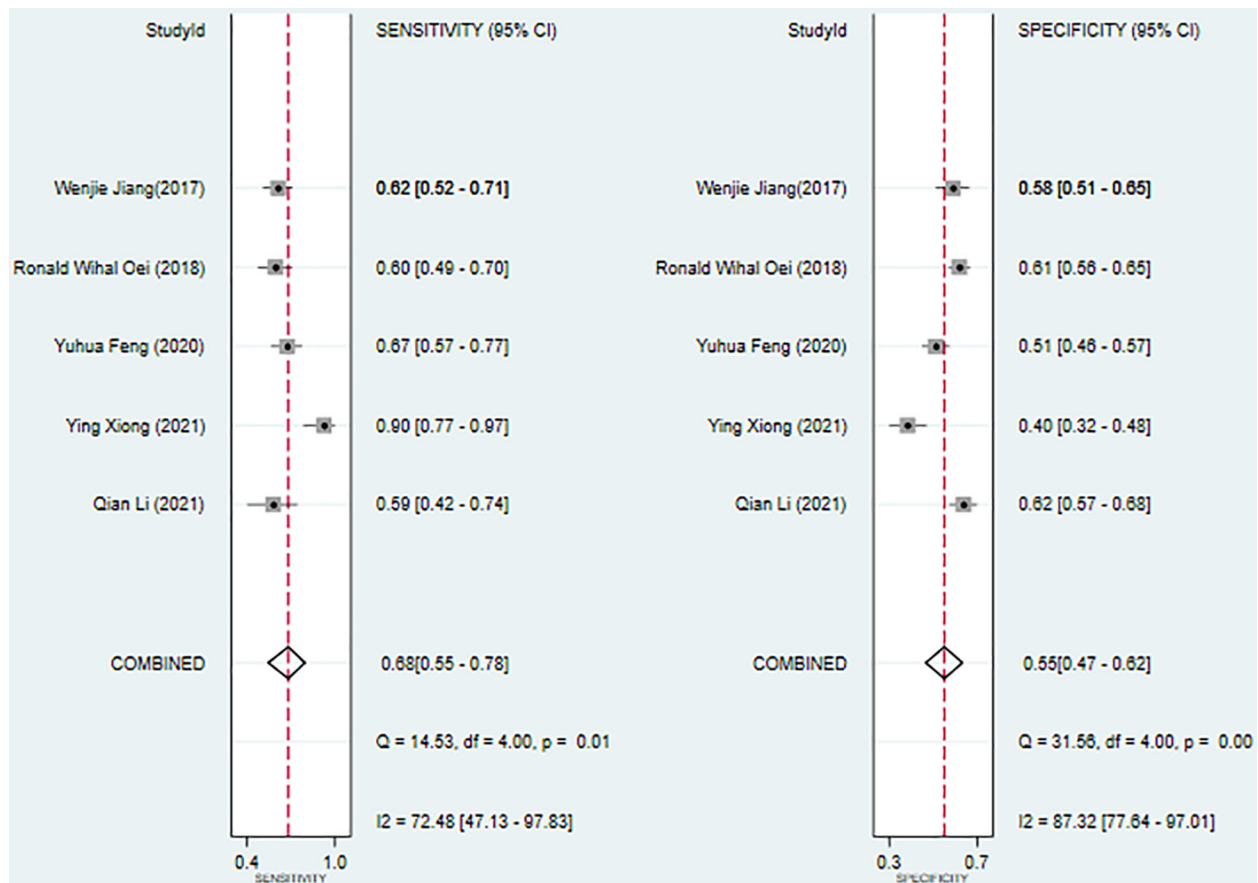 StudyId SENSITIVITY (95% CI)
Wenjie Jiang(2017) 0.62 [0.52 - 0.71]
Ronald Wihal Oei (2018) 0.60 [0.49 - 0.70]
Yuhua Feng (2020) 0.67 [0.57 - 0.77]
Ying Xiong (2021) 0.90 [0.77 - 0.97]
Qian Li (2021) 0.59 [0.42 - 0.74]
COMBINED 0.68[0.55 - 0.78]
Q = 14.53, df = 4.00, p = 0.01
I2 = 72.48 [47.13 - 97.83]
0.4 1.0
SENSITIVITY
StudyId SPECIFICITY (95% CI)
Wenjie Jiang(2017) 0.58 [0.51 - 0.65]
Ronald Wihal Oei (2018) 0.61 [0.56 - 0.65]
Yuhua Feng (2020) 0.51 [0.46 - 0.57]
Ying Xiong (2021) 0.40 [0.32 - 0.48]
Qian Li (2021) 0.62 [0.57 - 0.68]
COMBINED 0.55[0.47 - 0.62]
Q = 31.56, df = 4.00, p = 0.00
I2 = 87.32 [77.64 - 97.01]
0.3 0.7
SPECIFICITY